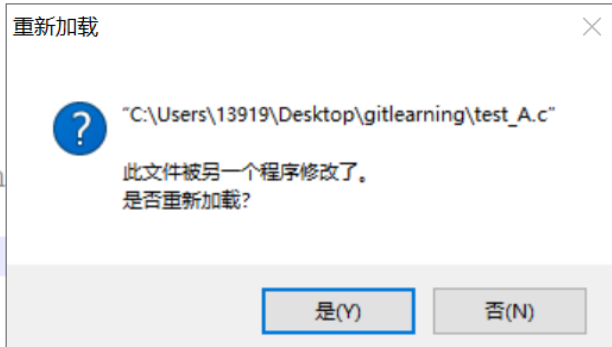 重新加载
"C:\Users\13919\Desktop\gitlearning\test_A.c"
此文件被另一个程序修改了。
是否重新加载?
是(Y)
否(N)